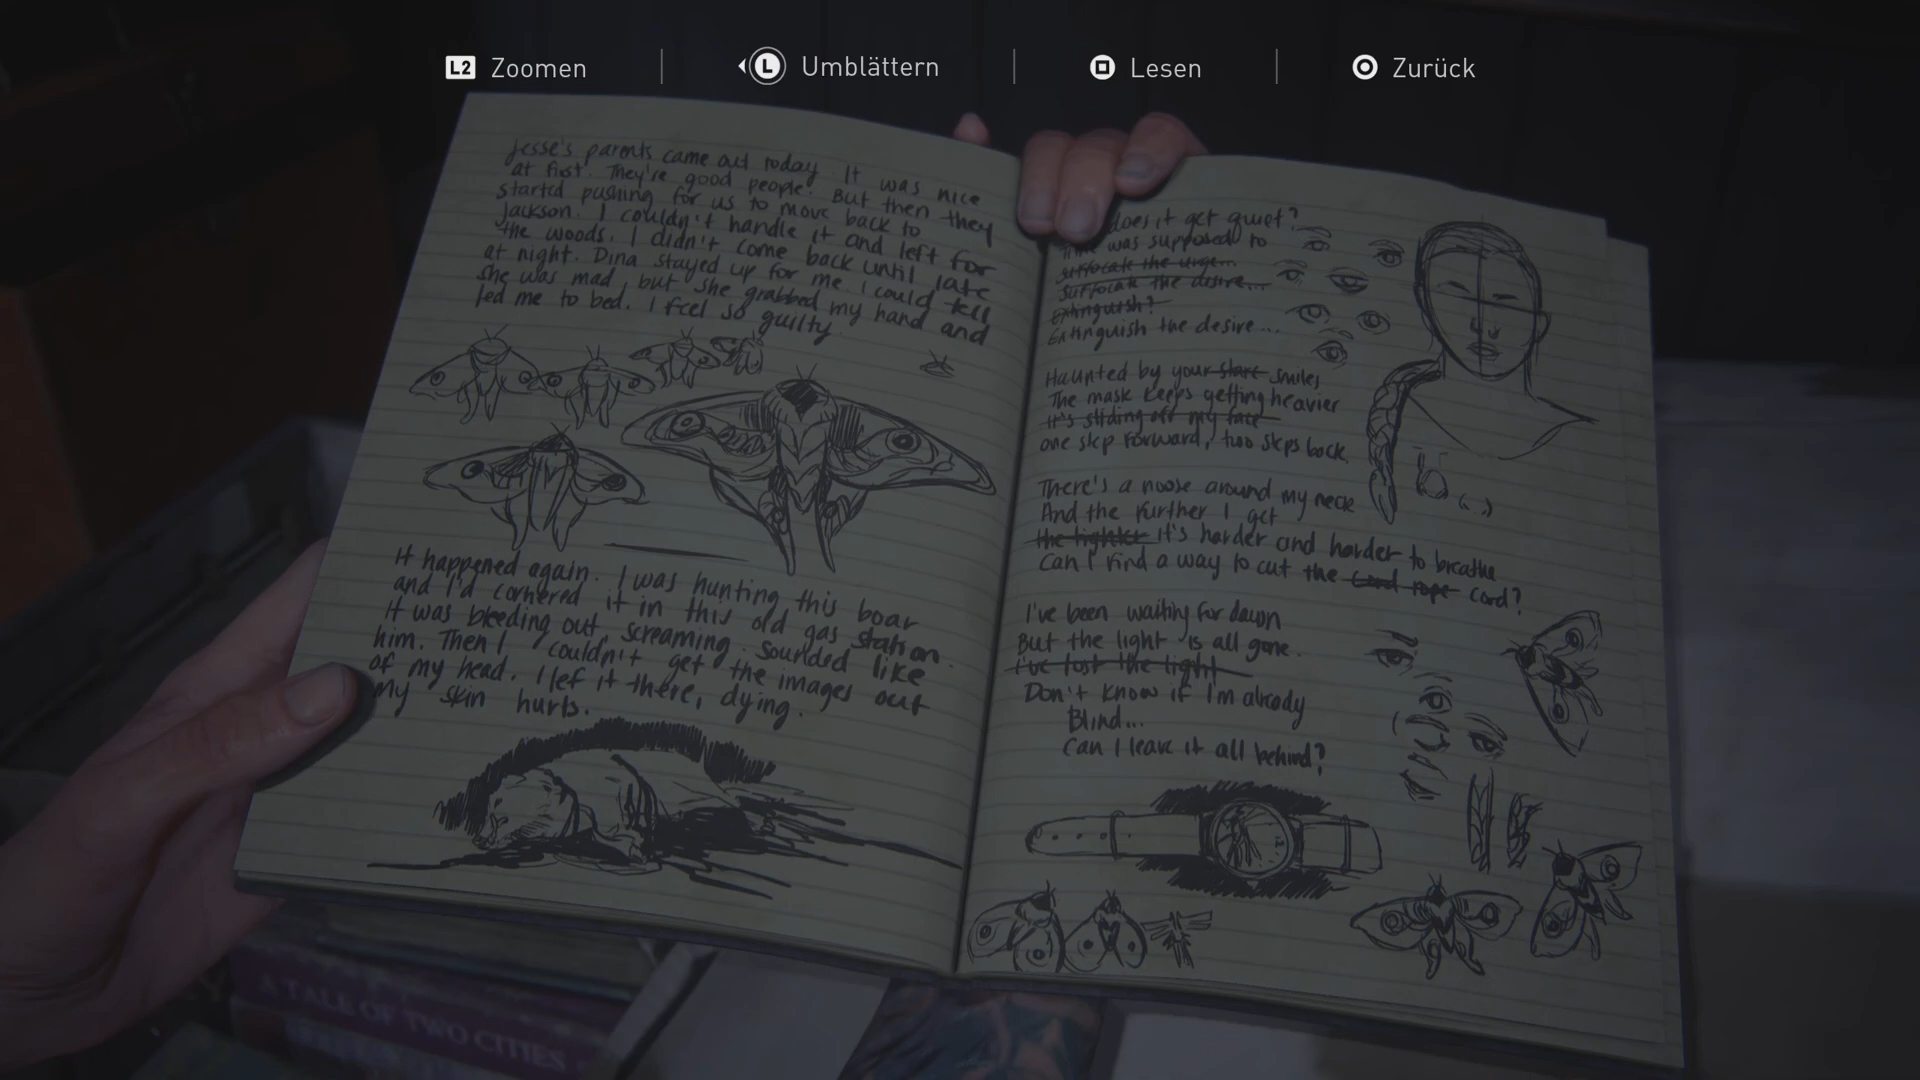 L2 Zoomen
L Umblättern
Lesen
Zurück
Jesse's parents came out today. It was nice
at first. They're good people. But then they
started pushing for us to move back to
Jackson. I couldn't handle it and left for
the woods. I didn't come back until late
at night. Dina stayed up for me. I could tell
she was mad, but she grabbed my hand and
led me to bed. I feel so guilty.
It happened again. I was hunting this boar
and I'd cornered it in this old gas station.
It was bleeding out, screaming. Sounded like
him. Then I couldn't get the images out
of my head. I lef it there, dying.
My skin hurts.
does it get quiet?
was supposed to
suffocate the urge...
suffocate the desire...
extinguish?
Extinguish the desire...
Haunted by your stare smiles
The mask keeps getting heavier
it's sliding off my face
one step forward, two steps back.
There's a noose around my neck
And the further I get
the tighter it's harder and harder to breathe
Can I find a way to cut the cord rope cord?
I've been waiting for dawn
But the light is all gone.
I've lost the light
Don't know if I'm already
Blind...
Can I leave it all behind?
A TALE OF TWO CITIES